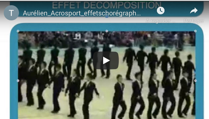 EFFET DECOMPOSITION
T
Aurélien_Acrosport_effetschorégraph...